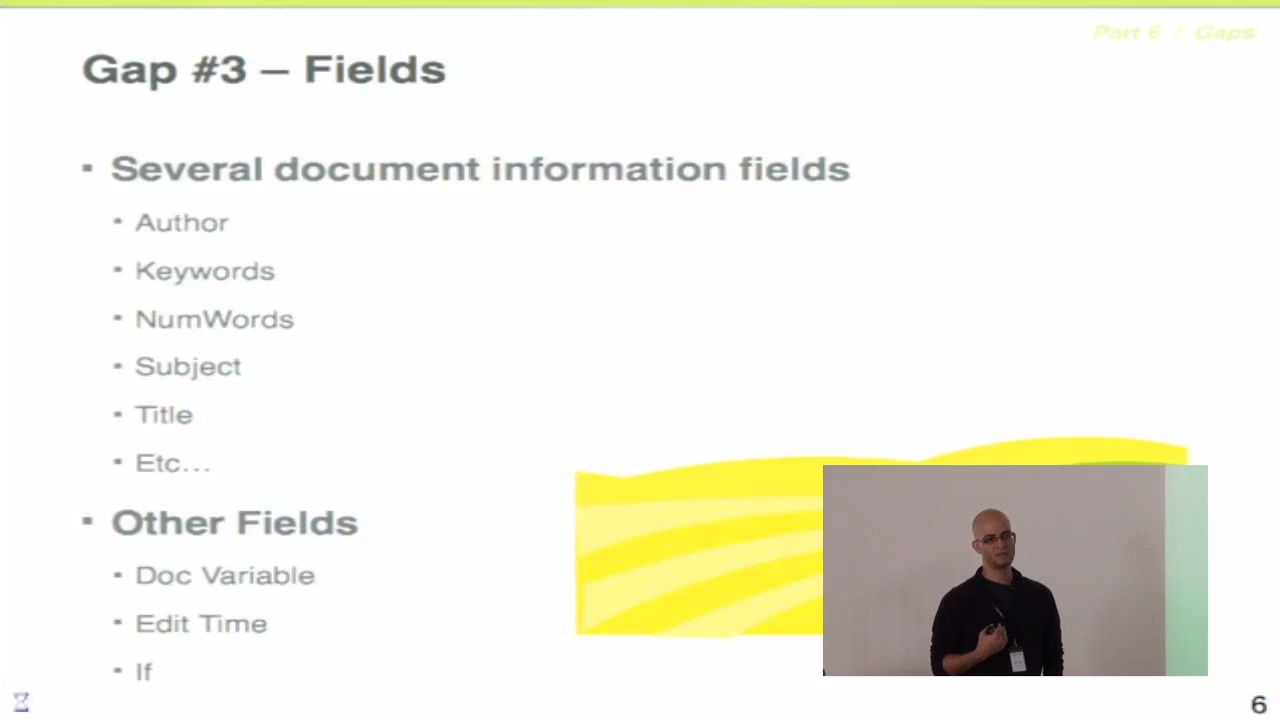 Part 6 / Gaps
Gap #3 – Fields
▪ Several document information fields
▪ Author
▪ Keywords
▪ NumWords
▪ Subject
▪ Title
▪ Etc…
▪ Other Fields
▪ Doc Variable
▪ Edit Time
▪ If
6